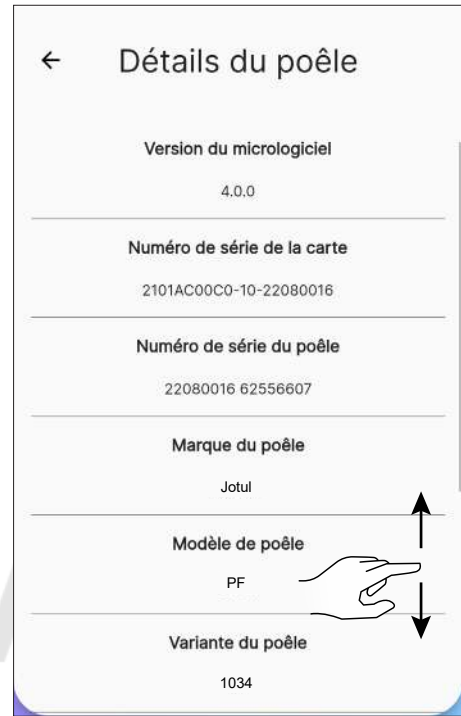 Détails du poêle
Version du micrologiciel
4.0.0
Numéro de série de la carte
2101AC00C0-10-22080016
Numéro de série du poêle
22080016 62556607
Marque du poêle
Jotul
Modèle de poêle
PF
Variante du poêle
1034